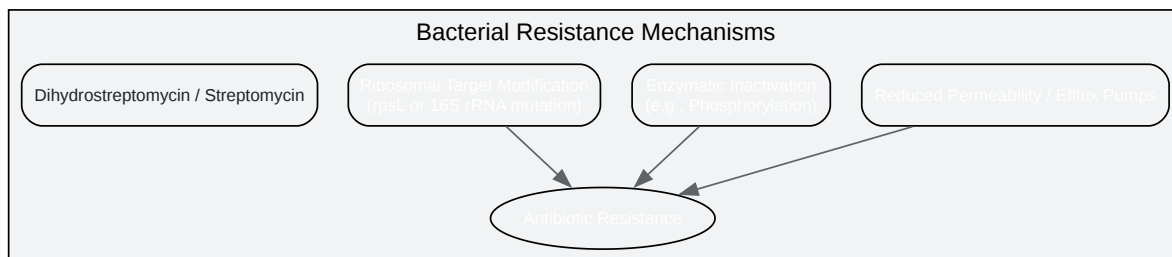 Bacterial Resistance Mechanisms
Dihydrostreptomycin / Streptomycin
Ribosomal Target Modification
(rpsL or 16S rRNA mutation)
Enzymatic Inactivation
(e.g., Phosphorylation)
Reduced Permeability / Efflux Pumps
Antibiotic Resistance